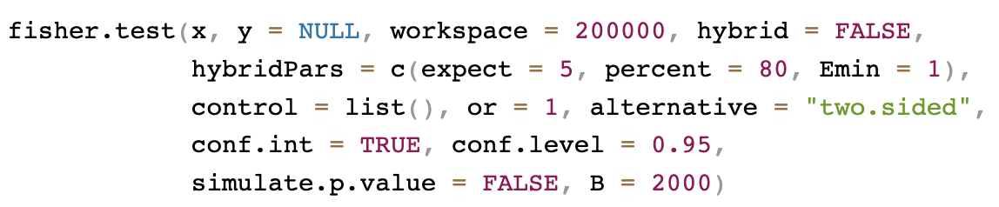 fisher.test(x, y = NULL, workspace = 200000, hybrid = FALSE,
hybridPars = c(expect = 5, percent = 80, Emin = 1),
control = list(), or = 1, alternative = "two.sided",
conf.int = TRUE, conf.level = 0.95,
simulate.p.value = FALSE, B = 2000)